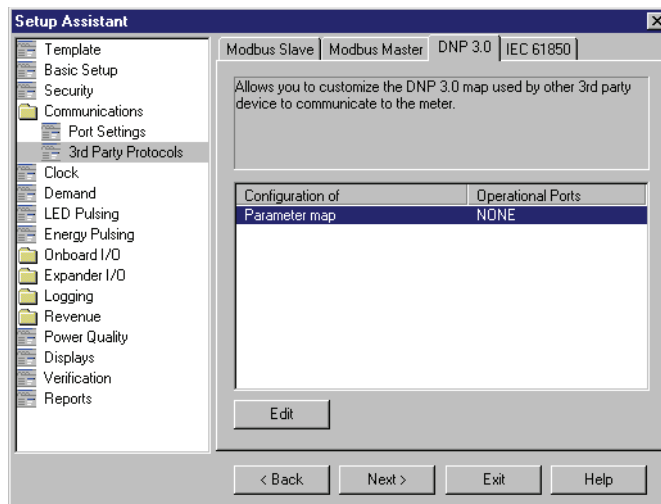 Setup Assistant
Template
Basic Setup
Security
Communications
Port Settings
3rd Party Protocols
Clock
Demand
LED Pulsing
Energy Pulsing
Onboard I/O
Expander I/O
Logging
Revenue
Power Quality
Displays
Verification
Reports
Modbus Slave Modbus Master DNP 3.0 IEC 61850
Allows you to customize the DNP 3.0 map used by other 3rd party
device to communicate to the meter.
Configuration of Operational Ports
Parameter map NONE
Edit
< Back Next > Exit Help